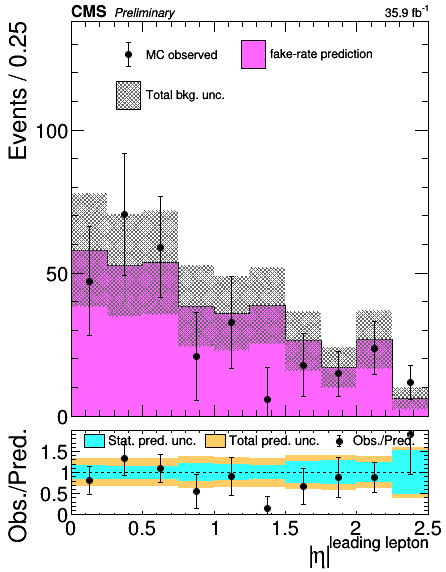 CMS Preliminary 35.9 fb⁻¹
MC observed
fake-rate prediction
Total bkg. unc.
Events / 0.25
100
50
0
Stat. pred. unc.
Total pred. unc.
Obs./Pred.
Obs./Pred.
1.5
1
0.5
0
0 0.5 1 1.5 2 2.5
|η|leading lepton